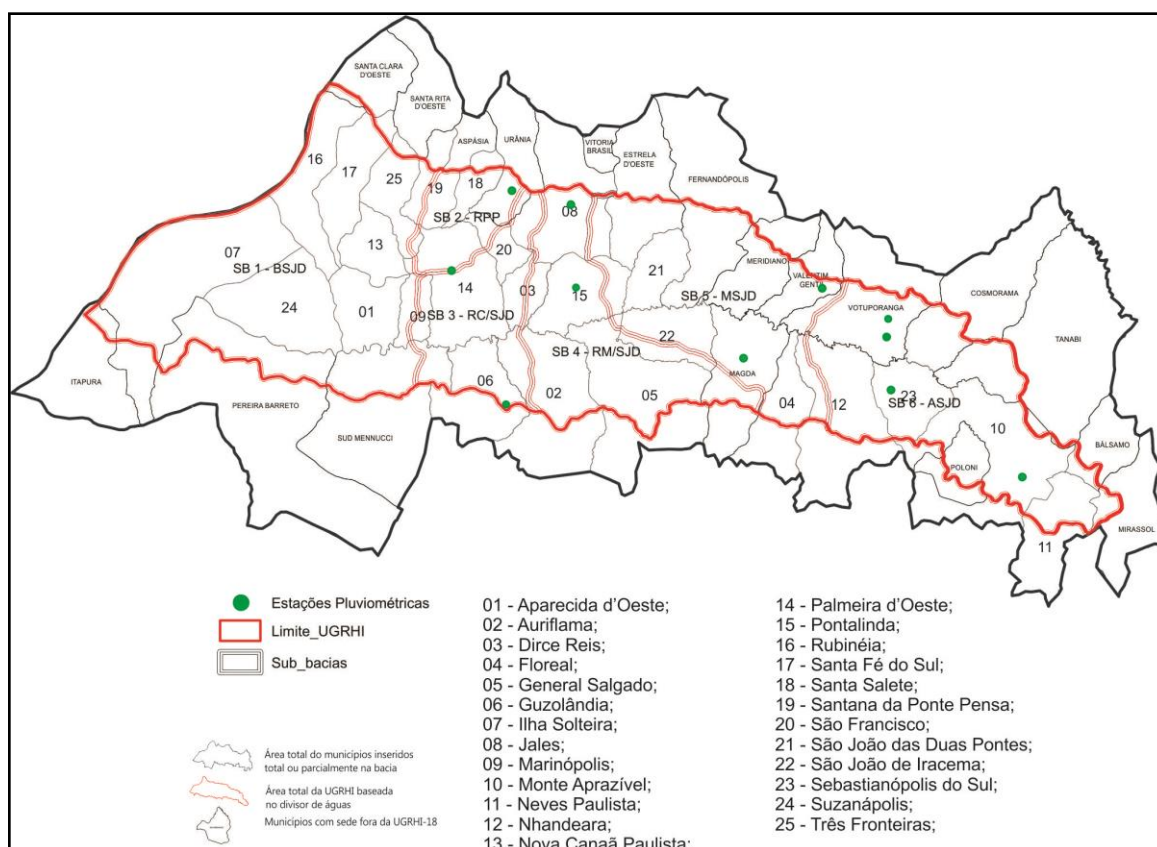 SANTA CLARA
D'OESTE
SANTA RITA
D'OESTE
ASPÁSIA
URÂNIA
VITORIA
BRASIL
ESTRELA
D'OESTE
FERNANDÓPOLIS
16
17
25
19
18
SB 2 - RPP
08
07
SB 1 - BSJD
13
20
21
MERIDIANO
VALENTIM
GENTIL
COSMORAMA
24
01
14
09
SB 3 - RC/SJD
03
15
SB 5 - MSJD
VOTUPORANGA
TANABI
22
ITAPURA
PEREIRA BARRETO
SUD MENNUCCI
06
02
SB 4 - RM/SJD
05
MAGDA
04
12
23
SB 6 - ASJD
10
BÁLSAMO
POLONI
MIRASSOL
11
Estações Pluviométricas
Limite_UGRHI
Sub_bacias
Área total do municípios inseridos
total ou parcialmente na bacia
Área total da UGRHI baseada
no divisor de águas
Municipios com sede fora da UGRHI-18
01 - Aparecida d'Oeste;
02 - Auriflama;
03 - Dirce Reis;
04 - Floreal;
05 - General Salgado;
06 - Guzolândia;
07 - Ilha Solteira;
08 - Jales;
09 - Marinópolis;
10 - Monte Aprazível;
11 - Neves Paulista;
12 - Nhandeara;
13 - Nova Canaã Paulista;
14 - Palmeira d'Oeste;
15 - Pontalinda;
16 - Rubinéia;
17 - Santa Fé do Sul;
18 - Santa Salete;
19 - Santana da Ponte Pensa;
20 - São Francisco;
21 - São João das Duas Pontes;
22 - São João de Iracema;
23 - Sebastianópolis do Sul;
24 - Suzanápolis;
25 - Três Fronteiras;